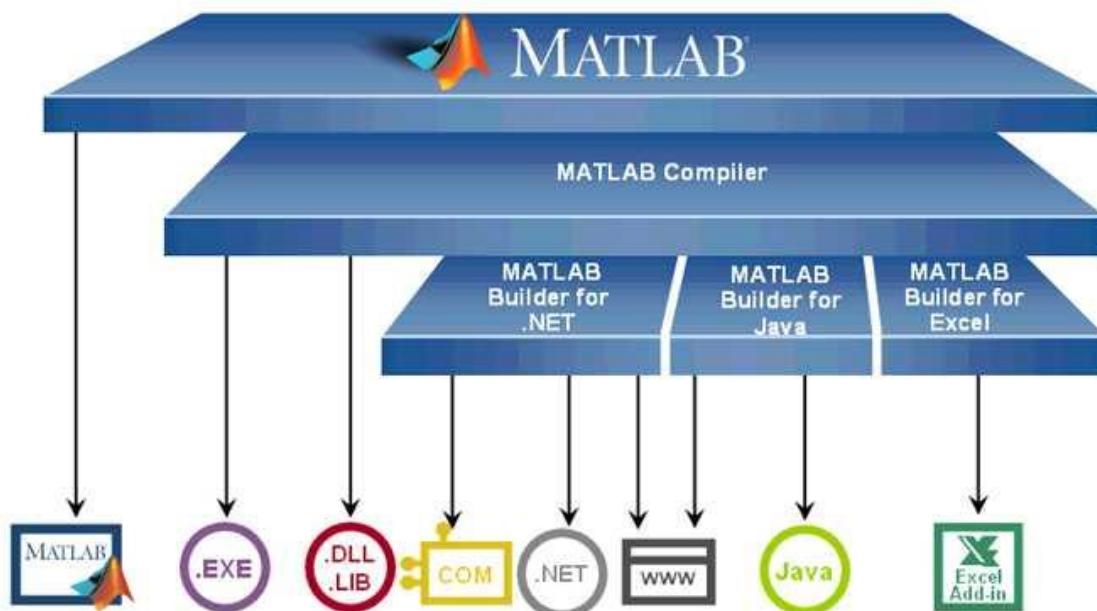 MATLAB®
MATLAB Compiler
MATLAB
Builder for
.NET
MATLAB
Builder for
Java
MATLAB
Builder for
Excel
MATLAB
.EXE
.DLL
.LIB
COM
.NET
www
Java
Excel
Add-in